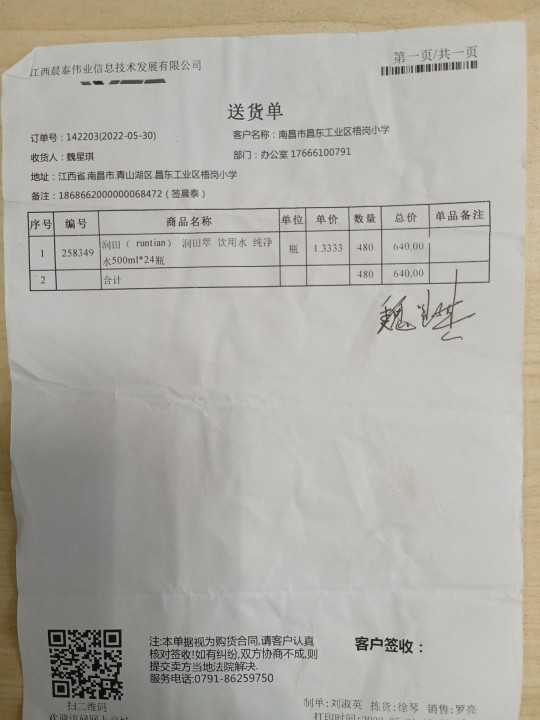 江西晨泰伟业信息技术发展有限公司
第一页/共一页
送货单
订单号：142203(2022-05-30)
客户名称：南昌市昌东工业区梧岗小学
收货人：魏星琪
部门：办公室 17666100791
地址：江西省,南昌市,青山湖区,昌东工业区梧岗小学
备注：1868662000000068472（签晨泰）
序号 编号 商品名称 单位 单价 数量 总价 单品备注
1 258349 润田（ runtian） 润田翠 饮用水 纯净水500ml*24瓶 瓶 1.3333 480 640.00
2 合计 480 640.00
魏星琪
注:本单据视为购货合同,请客户认真
核对签收!如有纠纷,双方协商不成,则
提交卖方当地法院解决.
服务电话:0791-86259750
客户签收：
扫二维码
制单：刘淑英 拣货：徐琴 销售：罗亮